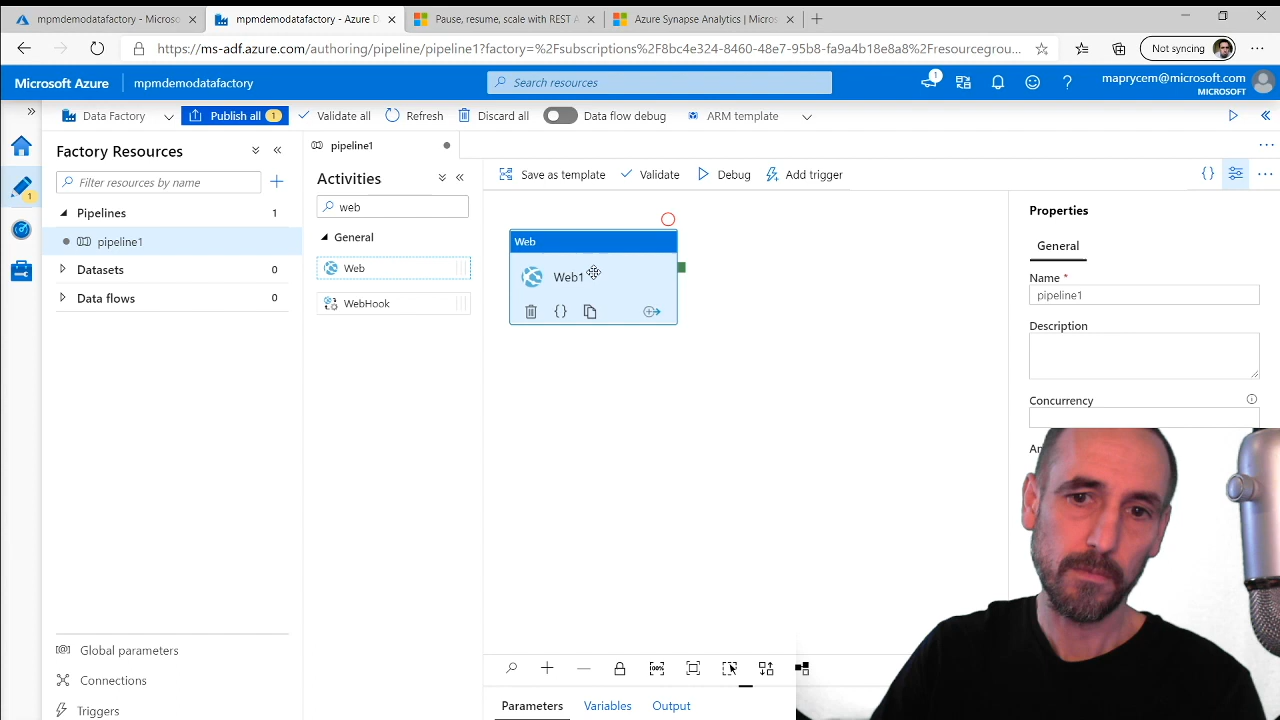 mpmdemodatafactory - Microso
mpmdemodatafactory - Azure D
Pause, resume, scale with REST A
Azure Synapse Analytics | Micros
https://ms-adf.azure.com/authoring/pipeline/pipeline1?factory=%2Fsubscriptions%2F8bc4e324-8460-48e7-95b8-fa9a4b18e8a8%2Fresourcegrou...
Not syncing
Microsoft Azure
mpmdemodatafactory
Search resources
1
maprycem@microsoft.com
MICROSOFT
Data Factory
Publish all 1
Validate all
Refresh
Discard all
Data flow debug
ARM template
Factory Resources
Filter resources by name
Pipelines 1
pipeline1
Datasets 0
Data flows 0
Global parameters
Connections
Triggers
pipeline1
Activities
web
General
Web
WebHook
Save as template
Validate
Debug
Add trigger
{}
Web
Web1
{}
100%
Parameters
Variables
Output
Properties
General
Name *
pipeline1
Description
Concurrency